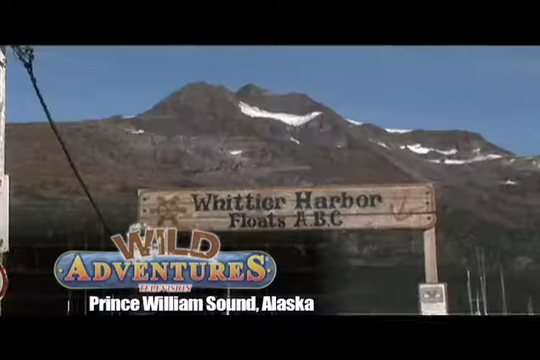 Whittier Harbor
Floats A.B.C
WILD
ADVENTURES
TELEVISION
Prince William Sound, Alaska